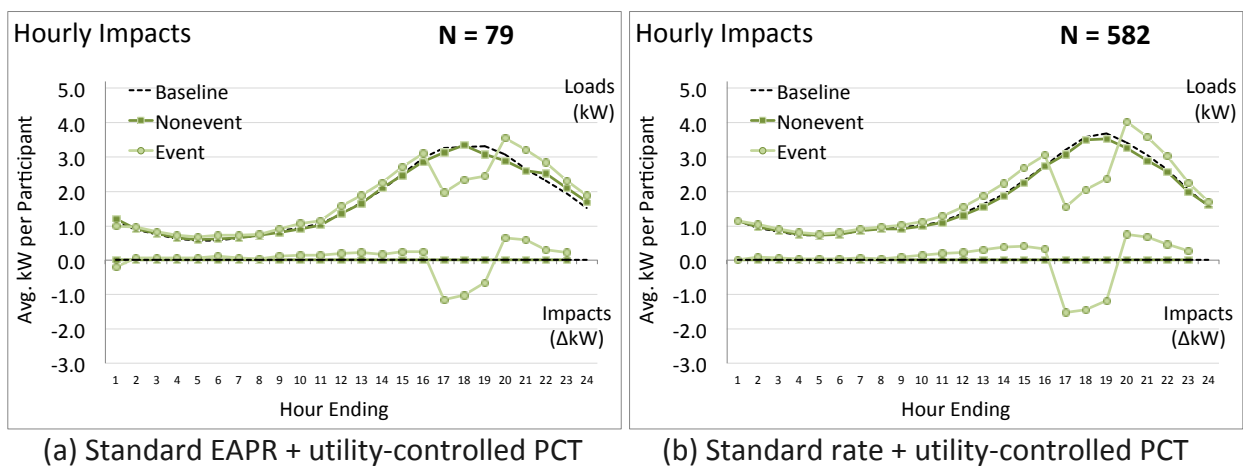 Hourly Impacts N = 79
Loads
(kW)
Baseline
Nonevent
Event
Avg. kW per Participant
5.0
4.0
3.0
2.0
1.0
0.0
-1.0
-2.0
-3.0
Impacts
(ΔkW)
1 2 3 4 5 6 7 8 9 10 11 12 13 14 15 16 17 18 19 20 21 22 23 24
Hour Ending
(a) Standard EAPR + utility-controlled PCT
Hourly Impacts N = 582
Loads
(kW)
Baseline
Nonevent
Event
Avg. kW per Participant
5.0
4.0
3.0
2.0
1.0
0.0
-1.0
-2.0
-3.0
Impacts
(ΔkW)
1 2 3 4 5 6 7 8 9 10 11 12 13 14 15 16 17 18 19 20 21 22 23 24
Hour Ending
(b) Standard rate + utility-controlled PCT